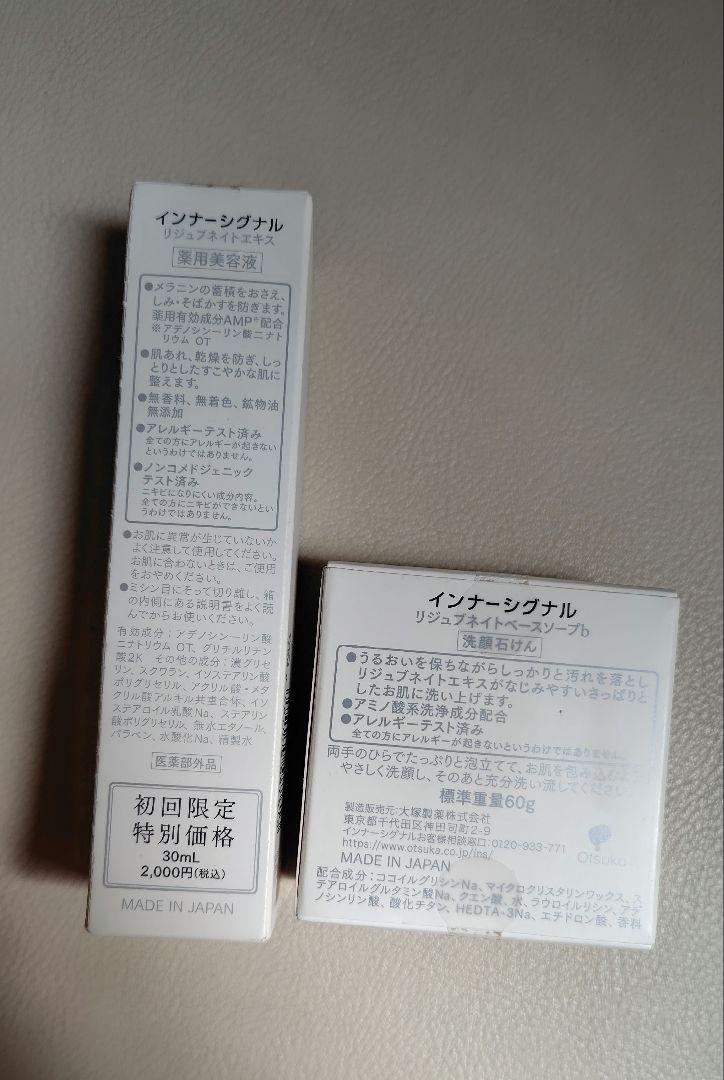 インナーシグナル
リジュブネイトエキス
薬用美容液
●メラニンの蓄積をおさえ、
しみ・そばかすを防ぎます。
薬用有効成分AMP※配合
※アデノシン一リン酸二ナト
リウム OT
●肌あれ、乾燥を防ぎ、しっ
とりとしたすこやかな肌に
整えます。
●無香料、無着色、鉱物油
無添加
●アレルギーテスト済み
全ての方にアレルギーが起きない
というわけではありません。
●ノンコメドジェニック
テスト済み
ニキビになりにくい成分内容。
全ての方にニキビができないとい
うわけではありません。
●お肌に異常が生じていないか
よく注意して使用してください。
お肌に合わないときは、ご使用
をおやめください。
●ミシン目にそって切り離し、箱
の内側にある説明書をよく読
んでからお使いください。
有効成分：アデノシン一リン酸
二ナトリウム OT、グリチルリチン
酸2K その他の成分：濃グリセ
リン、スクワラン、イソステアリン酸
ポリグリセリル、アクリル酸・メタ
クリル酸アルキル共重合体、イソ
ステアロイル乳酸Na、ステアリン
酸ポリグリセリル、無水エタノール、
パラベン、水酸化Na、精製水
医薬部外品
初回限定
特別価格
30mL
2,000円(税込)
MADE IN JAPAN
インナーシグナル
リジュブネイトベースソープb
洗顔石けん
●うるおいを保ちながらしっかりと汚れを落とし
リジュブネイトエキスがなじみやすいさっぱりと
したお肌に洗い上げます。
●アミノ酸系洗浄成分配合
●アレルギーテスト済み
全ての方にアレルギーが起きないというわけではありません。
両手のひらでたっぷりと泡立てて、お肌を包み込むよ
やさしく洗顔し、そのあと充分洗い流してください。
標準重量60g
製造販売元:大塚製薬株式会社
東京都千代田区神田司町2-9
インナーシグナルお客様相談窓口:0120-933-771
https://www.otsuka.co.jp/ins/
Otsuka
MADE IN JAPAN
配合成分：ココイルグリシンNa、マイクロクリスタリンワックス、ス
テアロイルグルタミン酸Na、クエン酸、水、ラウロイルリシン、アデ
ノシンリン酸、酸化チタン、HEDTA-3Na、エチドロン酸、香料